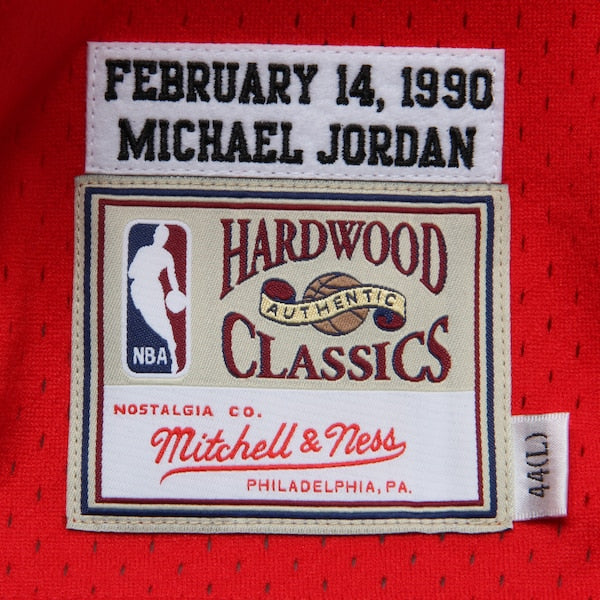 FEBRUARY 14, 1990
MICHAEL JORDAN
HARDWOOD
AUTHENTIC
CLASSICS
NBA
NOSTALGIA CO.
Mitchell & Ness
PHILADELPHIA, PA.
44(L)